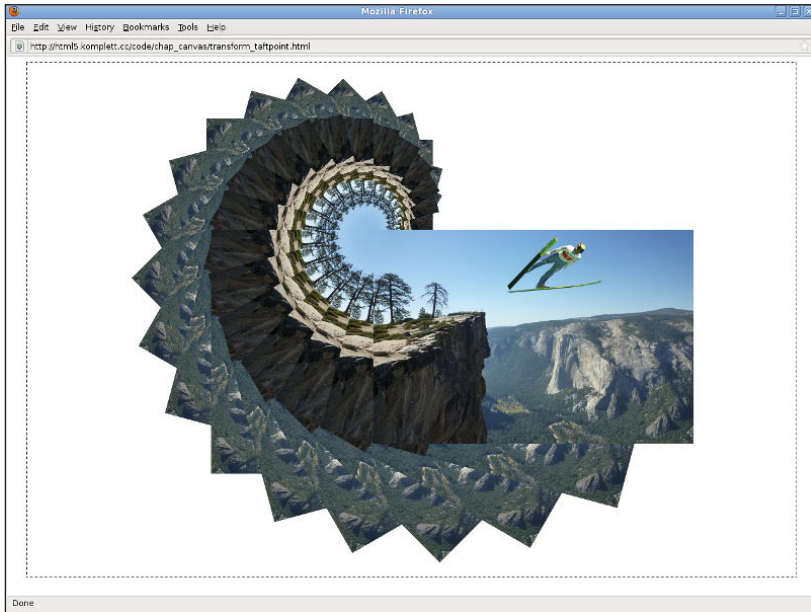 Mozilla Firefox
File Edit View History Bookmarks Tools Help
http://html5.komplett.cc/code/chap_canvas/transform_taftpoint.html
Done